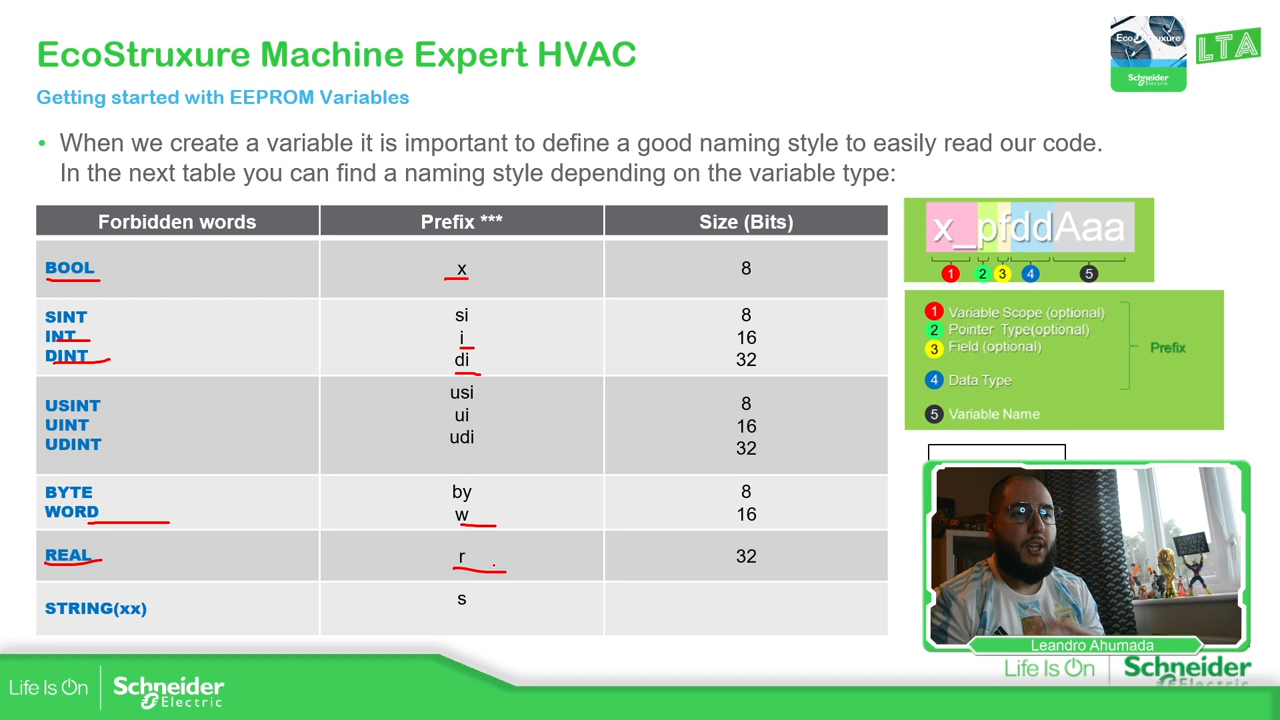 EcoStruxure Machine Expert HVAC
EcoStruxure
Schneider
Electric
LTA
Getting started with EEPROM Variables
• When we create a variable it is important to define a good naming style to easily read our code.
In the next table you can find a naming style depending on the variable type:
Forbidden words Prefix *** Size (Bits)
BOOL x 8
SINT si 8
INT i 16
DINT di 32
USINT usi 8
UINT ui 16
UDINT udi 32
BYTE by 8
WORD w 16
REAL r 32
STRING(xx) s
x_pfddAaa
1 2 3 4 5
1 Variable Scope (optional)
2 Pointer Type(optional)
3 Field (optional)
Prefix
4 Data Type
5 Variable Name
Leandro Ahumada
Life Is On
Schneider
Electric
Life Is On
Schneider
Electric